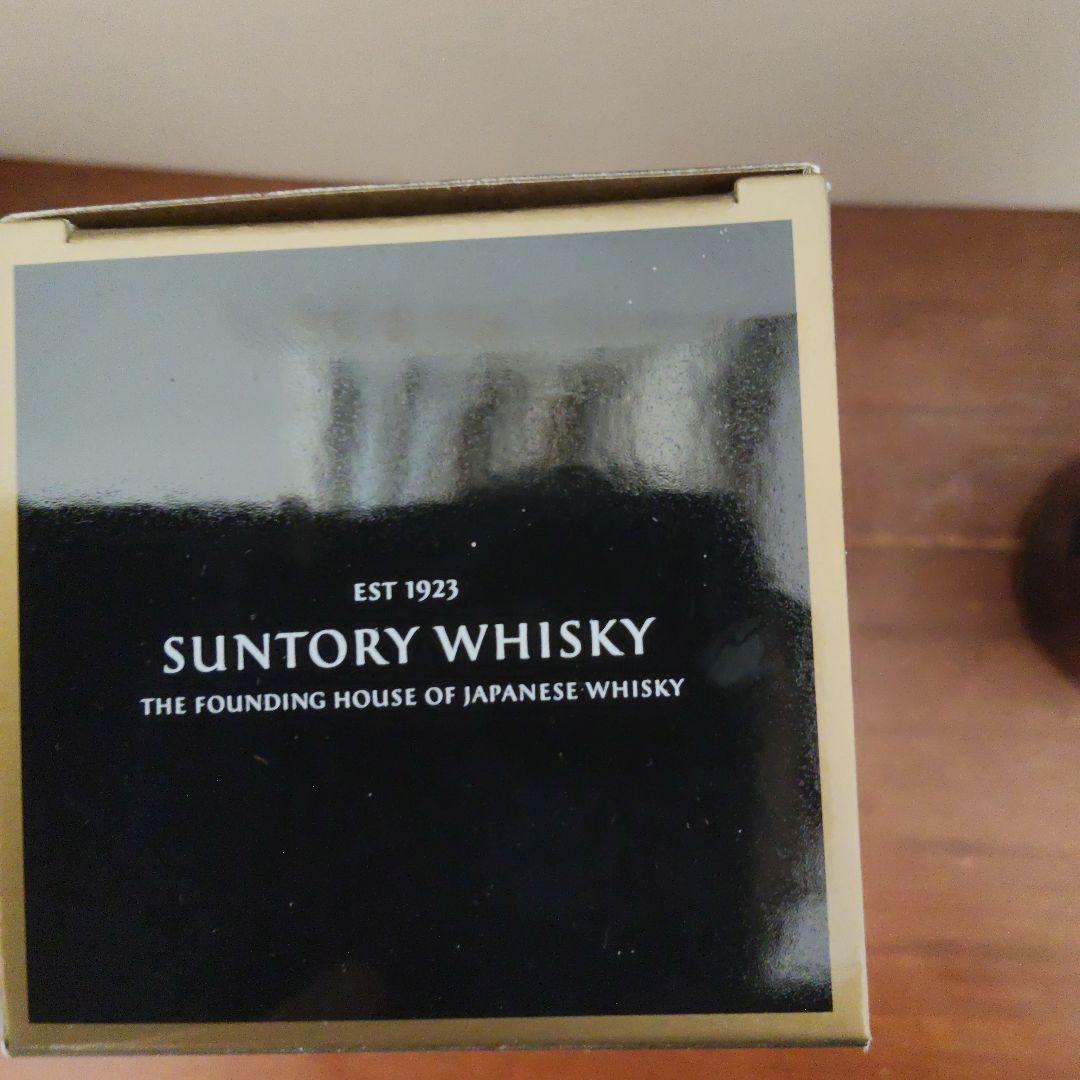 EST 1923
SUNTORY WHISKY
THE FOUNDING HOUSE OF JAPANESE WHISKY